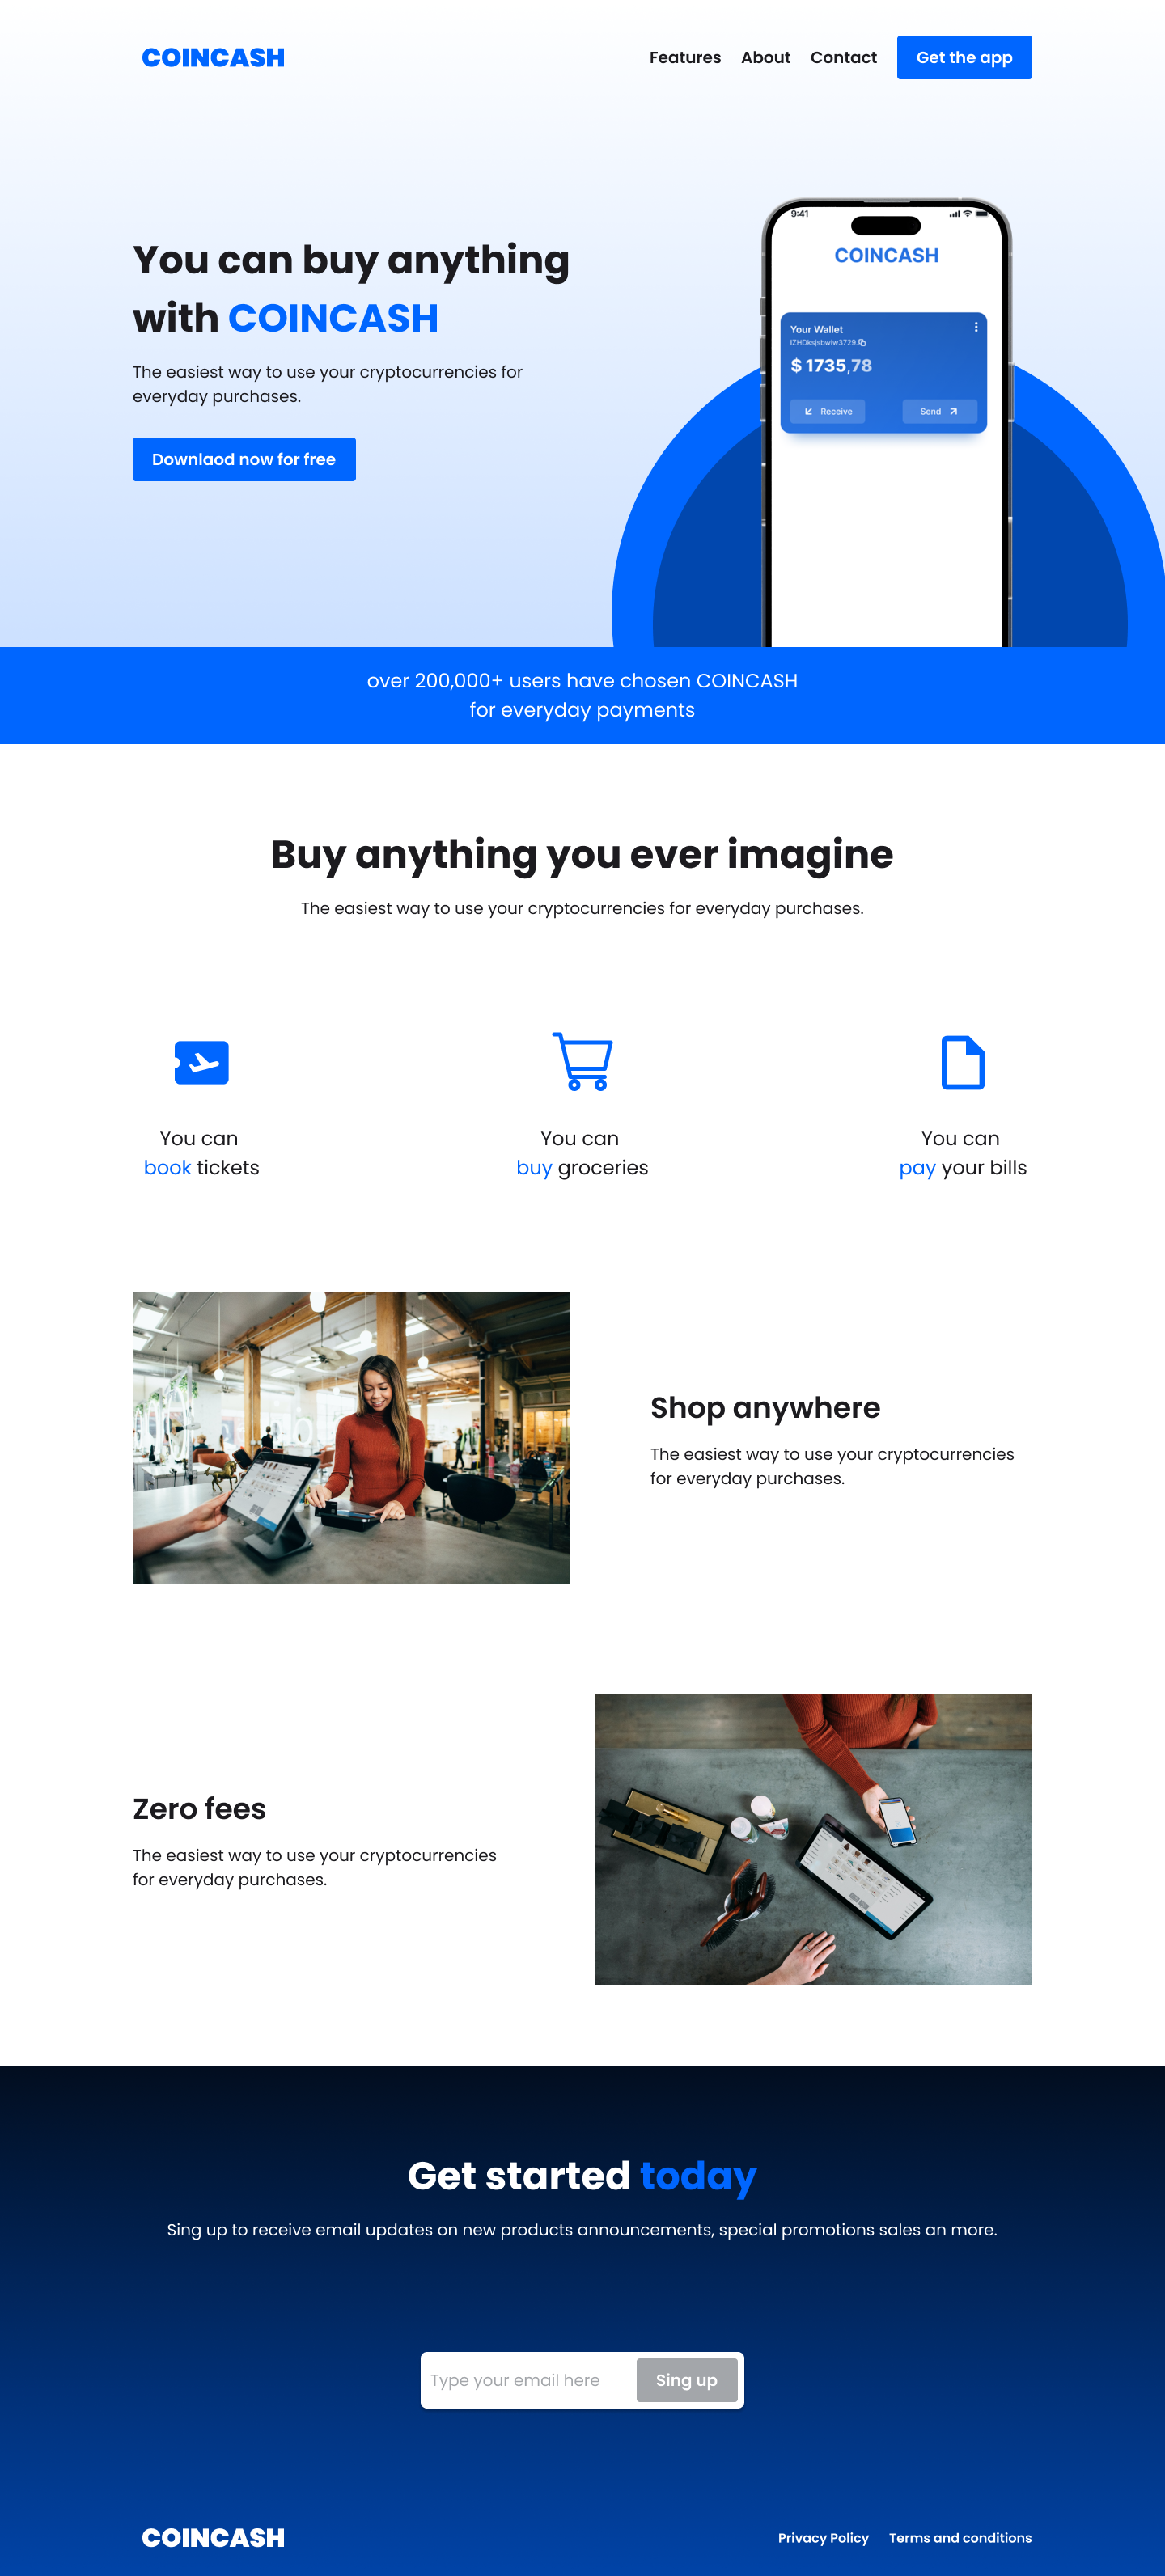 COINCASH
Features About Contact Get the app
9:41
COINCASH
You can buy anything
with COINCASH
The easiest way to use your cryptocurrencies for
everyday purchases.
Downlaod now for free
Your Wallet
lZHDksjsbwiw3729.
$ 1735,78
Receive Send
over 200,000+ users have chosen COINCASH
for everyday payments
Buy anything you ever imagine
The easiest way to use your cryptocurrencies for everyday purchases.
You can
book tickets
You can
buy groceries
You can
pay your bills
Shop anywhere
The easiest way to use your cryptocurrencies
for everyday purchases.
Zero fees
The easiest way to use your cryptocurrencies
for everyday purchases.
Get started today
Sing up to receive email updates on new products announcements, special promotions sales an more.
Type your email here Sing up
COINCASH
Privacy Policy Terms and conditions